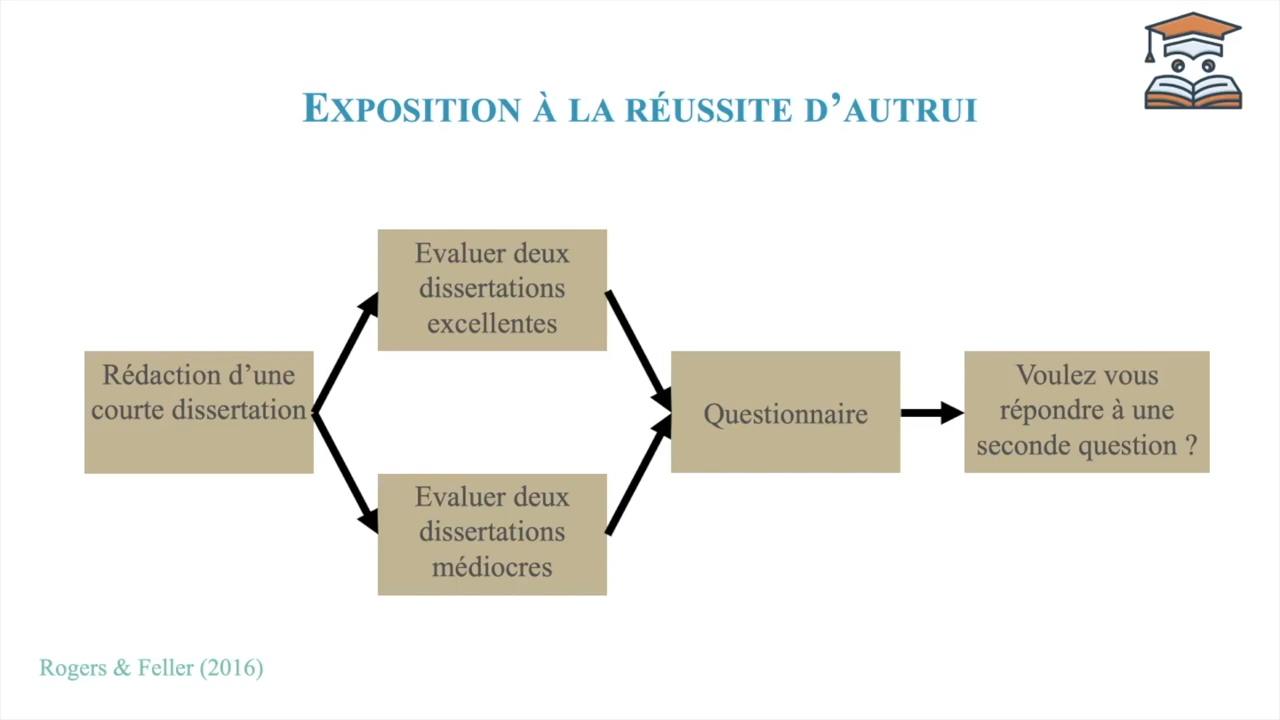 EXPOSITION À LA RÉUSSITE D’AUTRUI
Evaluer deux
dissertations
excellentes
Rédaction d’une
courte dissertation
Questionnaire
Voulez vous
répondre à une
seconde question ?
Evaluer deux
dissertations
médiocres
Rogers & Feller (2016)